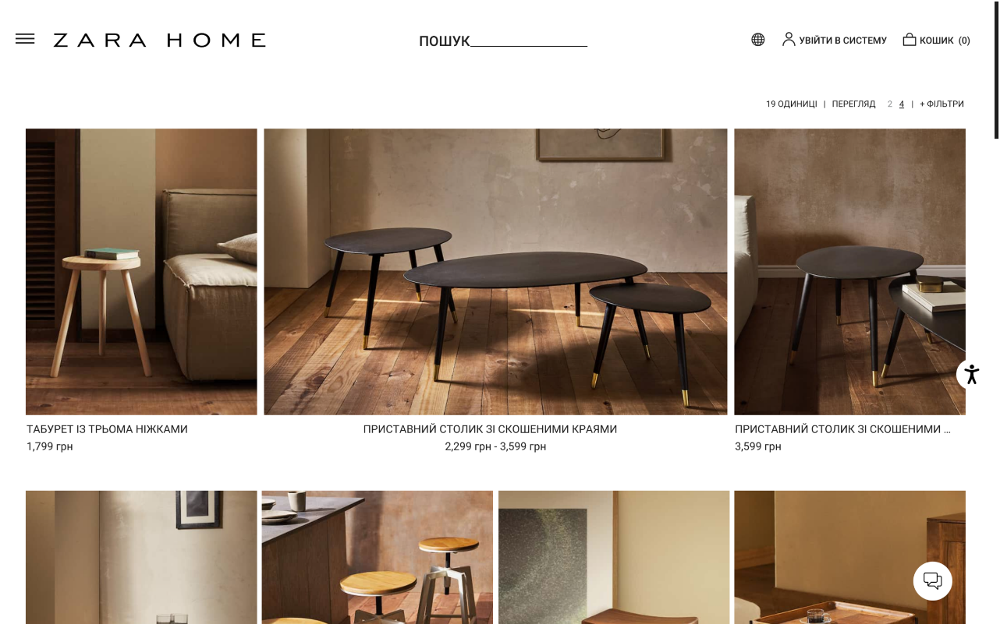 ZARA HOME
ПОШУК
УВІЙТИ В СИСТЕМУ
КОШИК (0)
19 ОДИНИЦІ | ПЕРЕГЛЯД 2 4 | + ФІЛЬТРИ
ТАБУРЕТ ІЗ ТРЬОМА НІЖКАМИ
1,799 грн
ПРИСТАВНИЙ СТОЛИК ЗІ СКОШЕНИМИ КРАЯМИ
2,299 грн - 3,599 грн
ПРИСТАВНИЙ СТОЛИК ЗІ СКОШЕНИМИ ...
3,599 грн